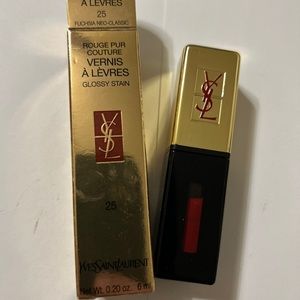 À LÈVRES
25
FUCHSIA NEO-CLASSIC
ROUGE PUR
COUTURE
VERNIS
À LÈVRES
GLOSSY STAIN
YSL
25
YVESSAINTLAURENT
Net Wt. 0.20 oz. 6 ml
YSL